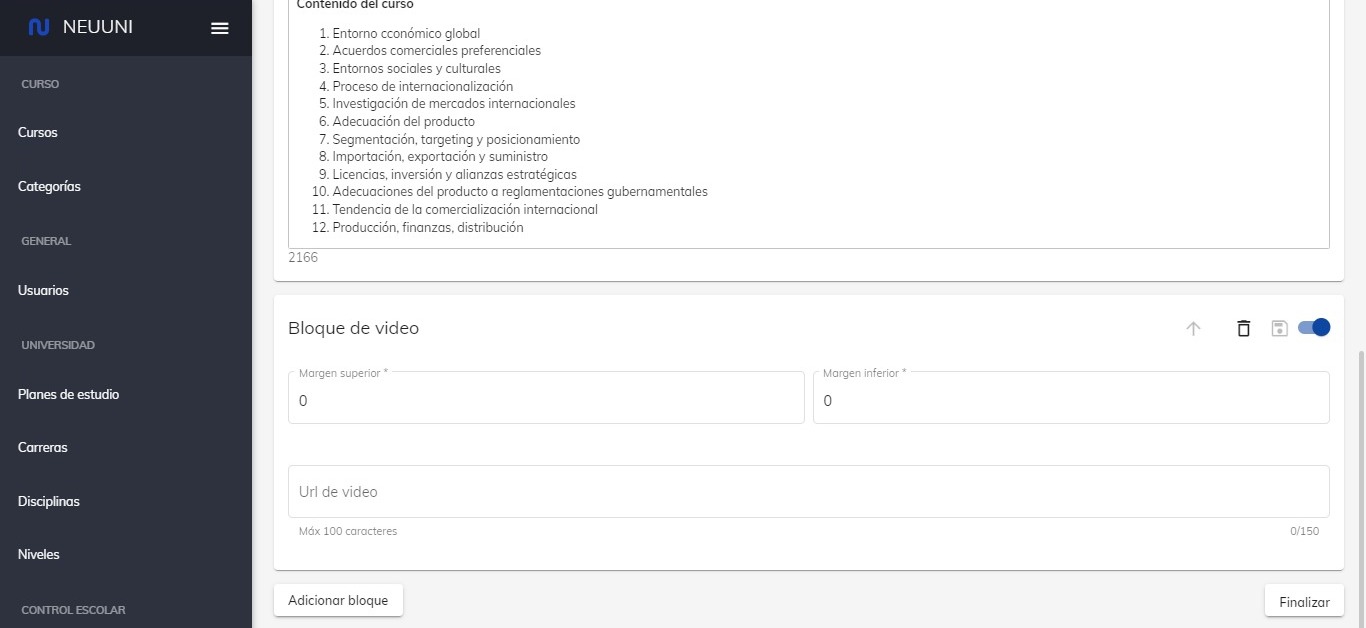 NEUUNI
CURSO
Cursos
Categorías
GENERAL
Usuarios
UNIVERSIDAD
Planes de estudio
Carreras
Disciplinas
Niveles
CONTROL ESCOLAR
Contenido del curso
1. Entorno cconómico global
2. Acuerdos comerciales preferenciales
3. Entornos sociales y culturales
4. Proceso de internacionalización
5. Investigación de mercados internacionales
6. Adecuación del producto
7. Segmentación, targeting y posicionamiento
8. Importación, exportación y suministro
9. Licencias, inversión y alianzas estratégicas
10. Adecuaciones del producto a reglamentaciones gubernamentales
11. Tendencia de la comercialización internacional
12. Producción, finanzas, distribución
2166
Bloque de video
Margen superior *
0
Margen inferior *
0
Url de video
Máx 100 caracteres
0/150
Adicionar bloque
Finalizar